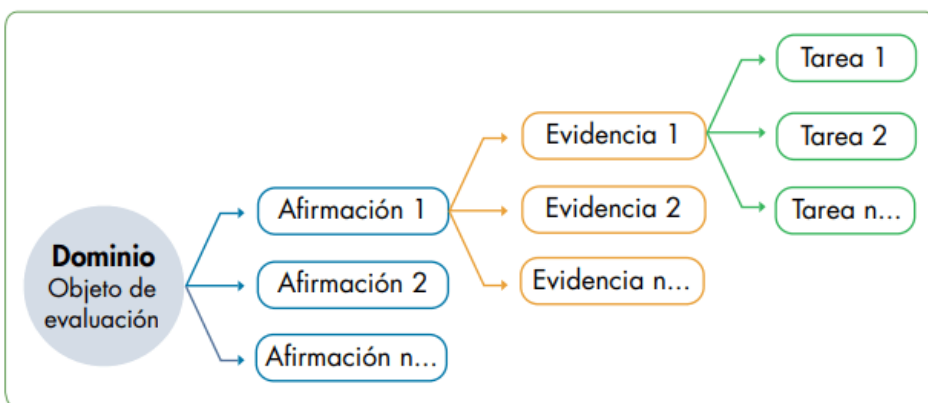 Dominio
Objeto de
evaluación
Afirmación 1
Afirmación 2
Afirmación n...
Evidencia 1
Evidencia 2
Evidencia n...
Tarea 1
Tarea 2
Tarea n...